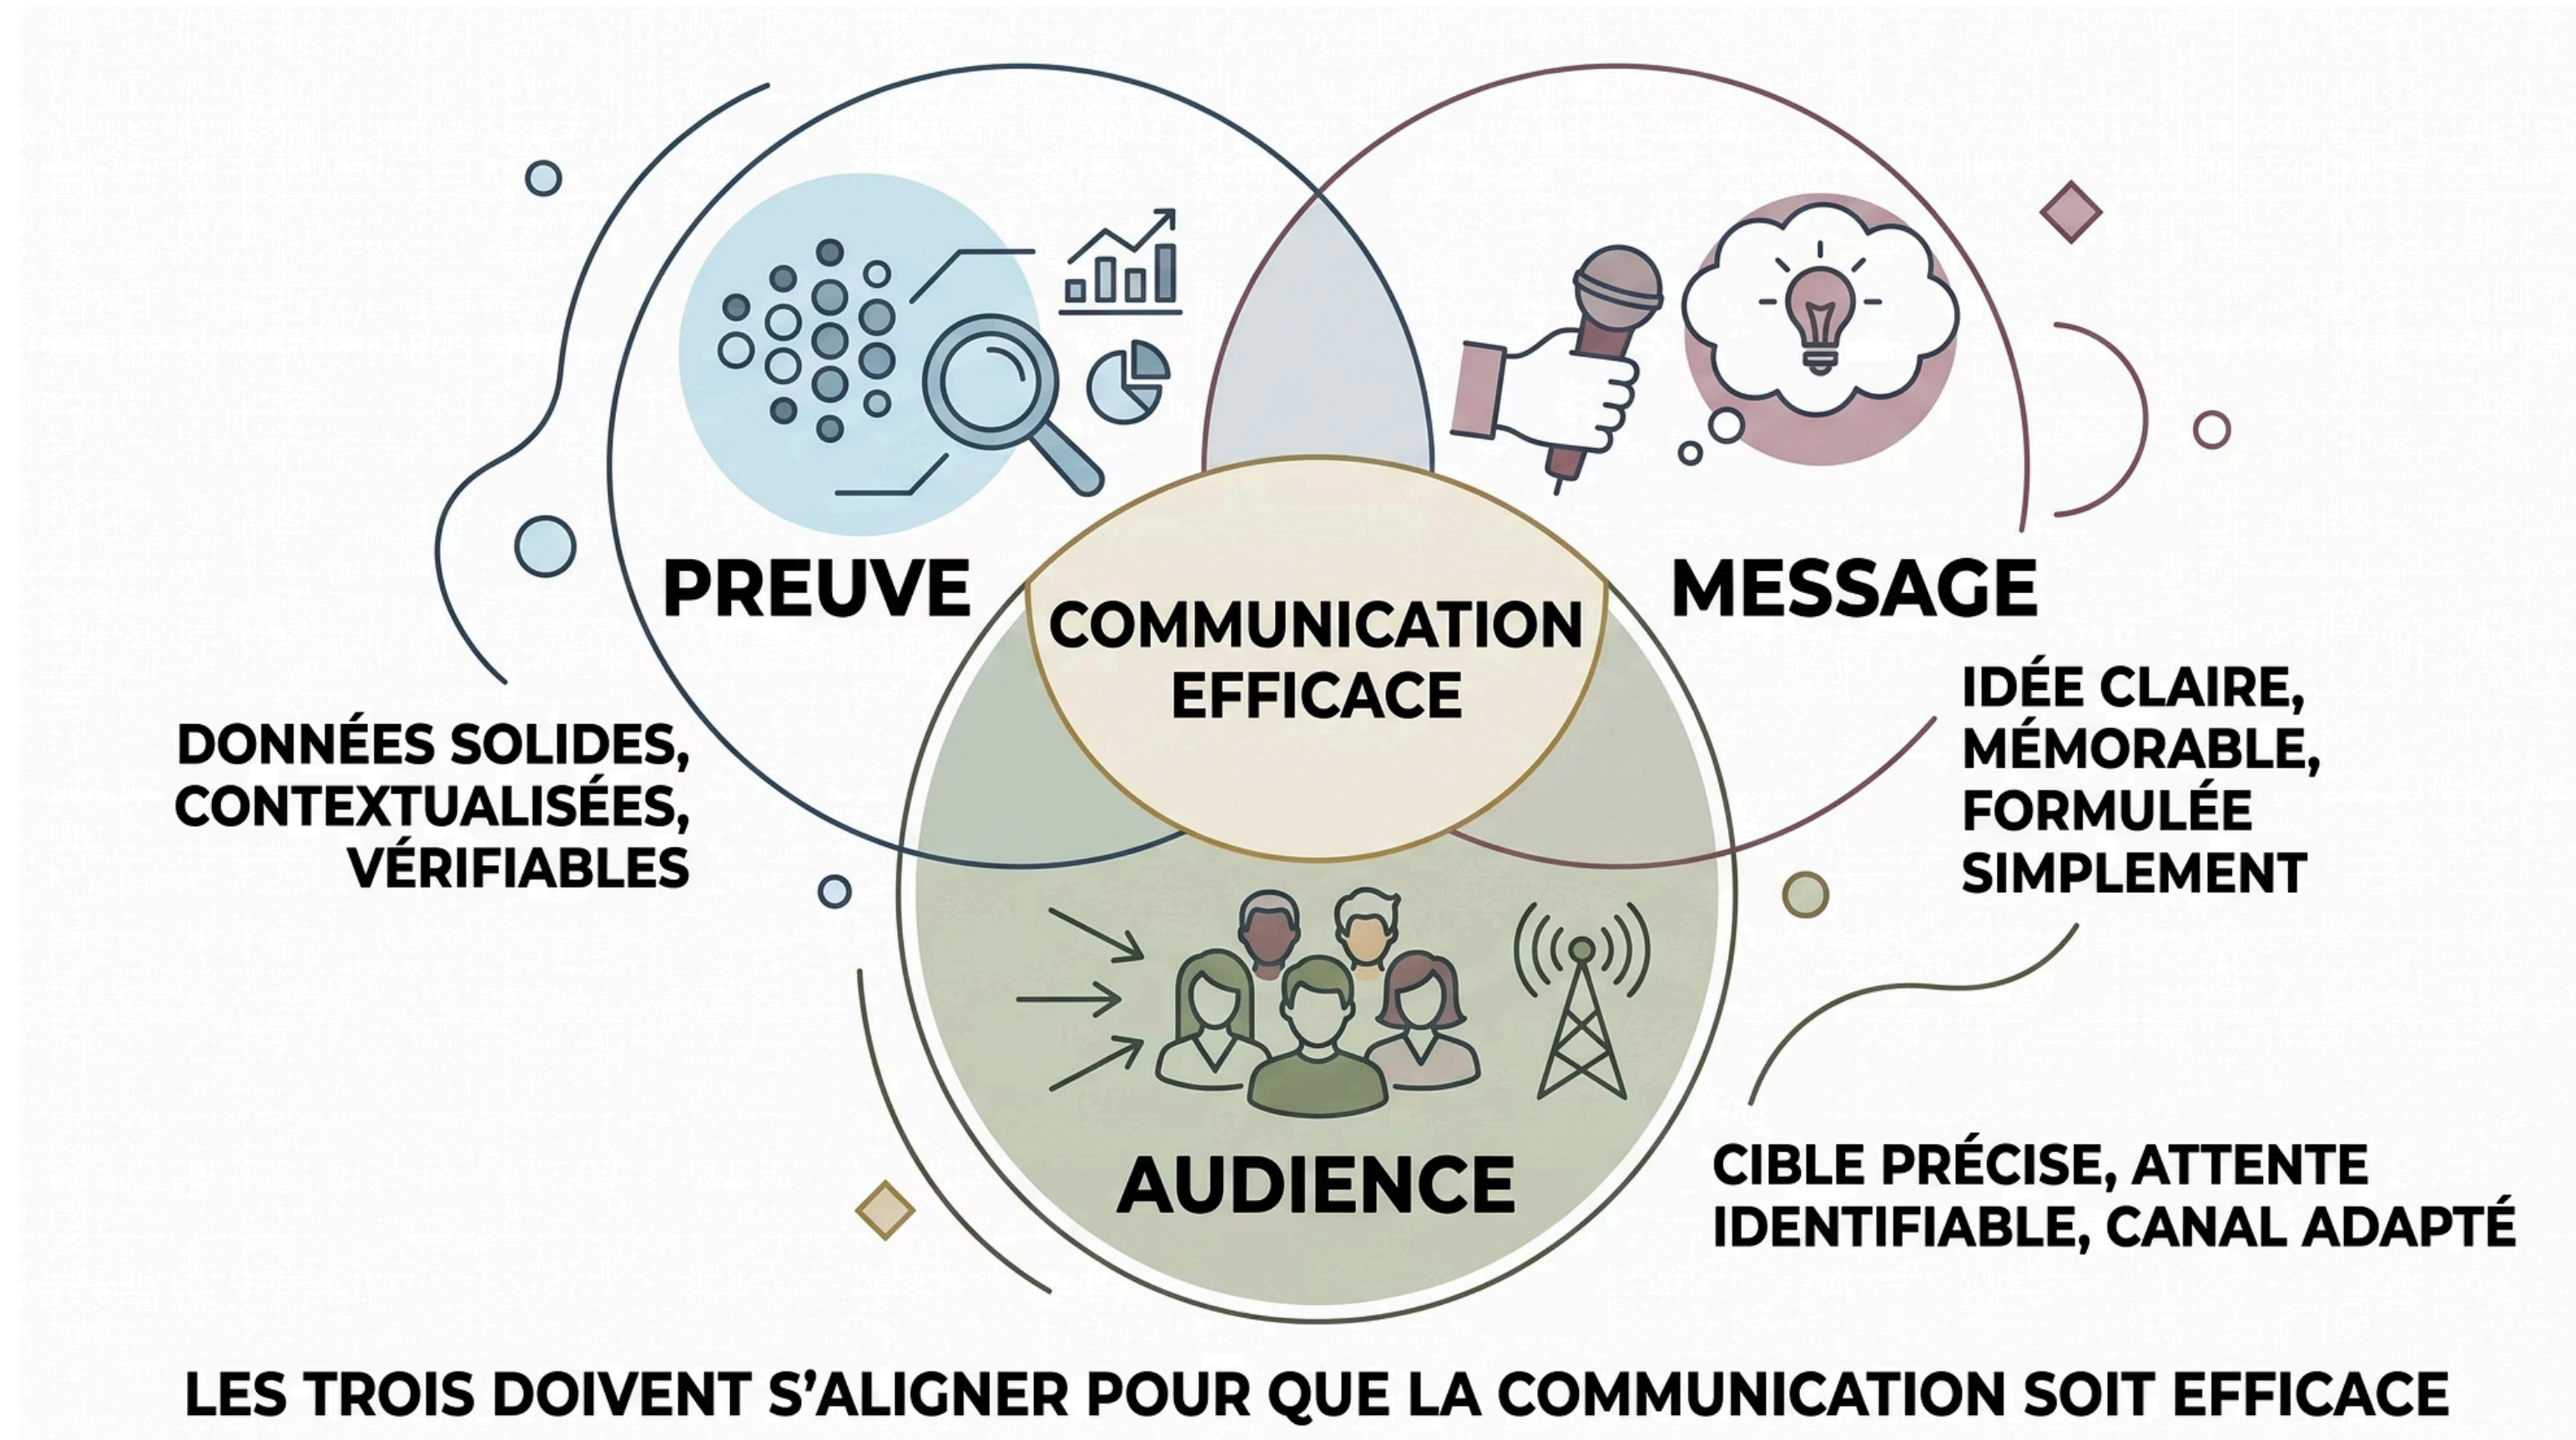 PREUVE
MESSAGE
COMMUNICATION
EFFICACE
DONNÉES SOLIDES,
CONTEXTUALISÉES,
VÉRIFIABLES
IDÉE CLAIRE,
MÉMORABLE,
FORMULÉE
SIMPLEMENT
AUDIENCE
CIBLE PRÉCISE, ATTENTE
IDENTIFIABLE, CANAL ADAPTÉ
LES TROIS DOIVENT S’ALIGNER POUR QUE LA COMMUNICATION SOIT EFFICACE